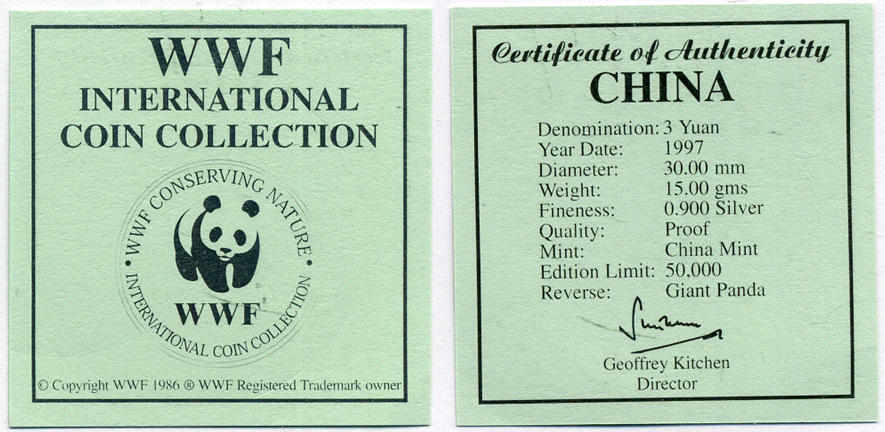 WWF
INTERNATIONAL
COIN COLLECTION
• WWF CONSERVING NATURE •
WWF
INTERNATIONAL COIN COLLECTION
© Copyright WWF 1986 ® WWF Registered Trademark owner
Certificate of Authenticity
CHINA
Denomination: 3 Yuan
Year Date: 1997
Diameter: 30.00 mm
Weight: 15.00 gms
Fineness: 0.900 Silver
Quality: Proof
Mint: China Mint
Edition Limit: 50,000
Reverse: Giant Panda
Geoffrey Kitchen
Director